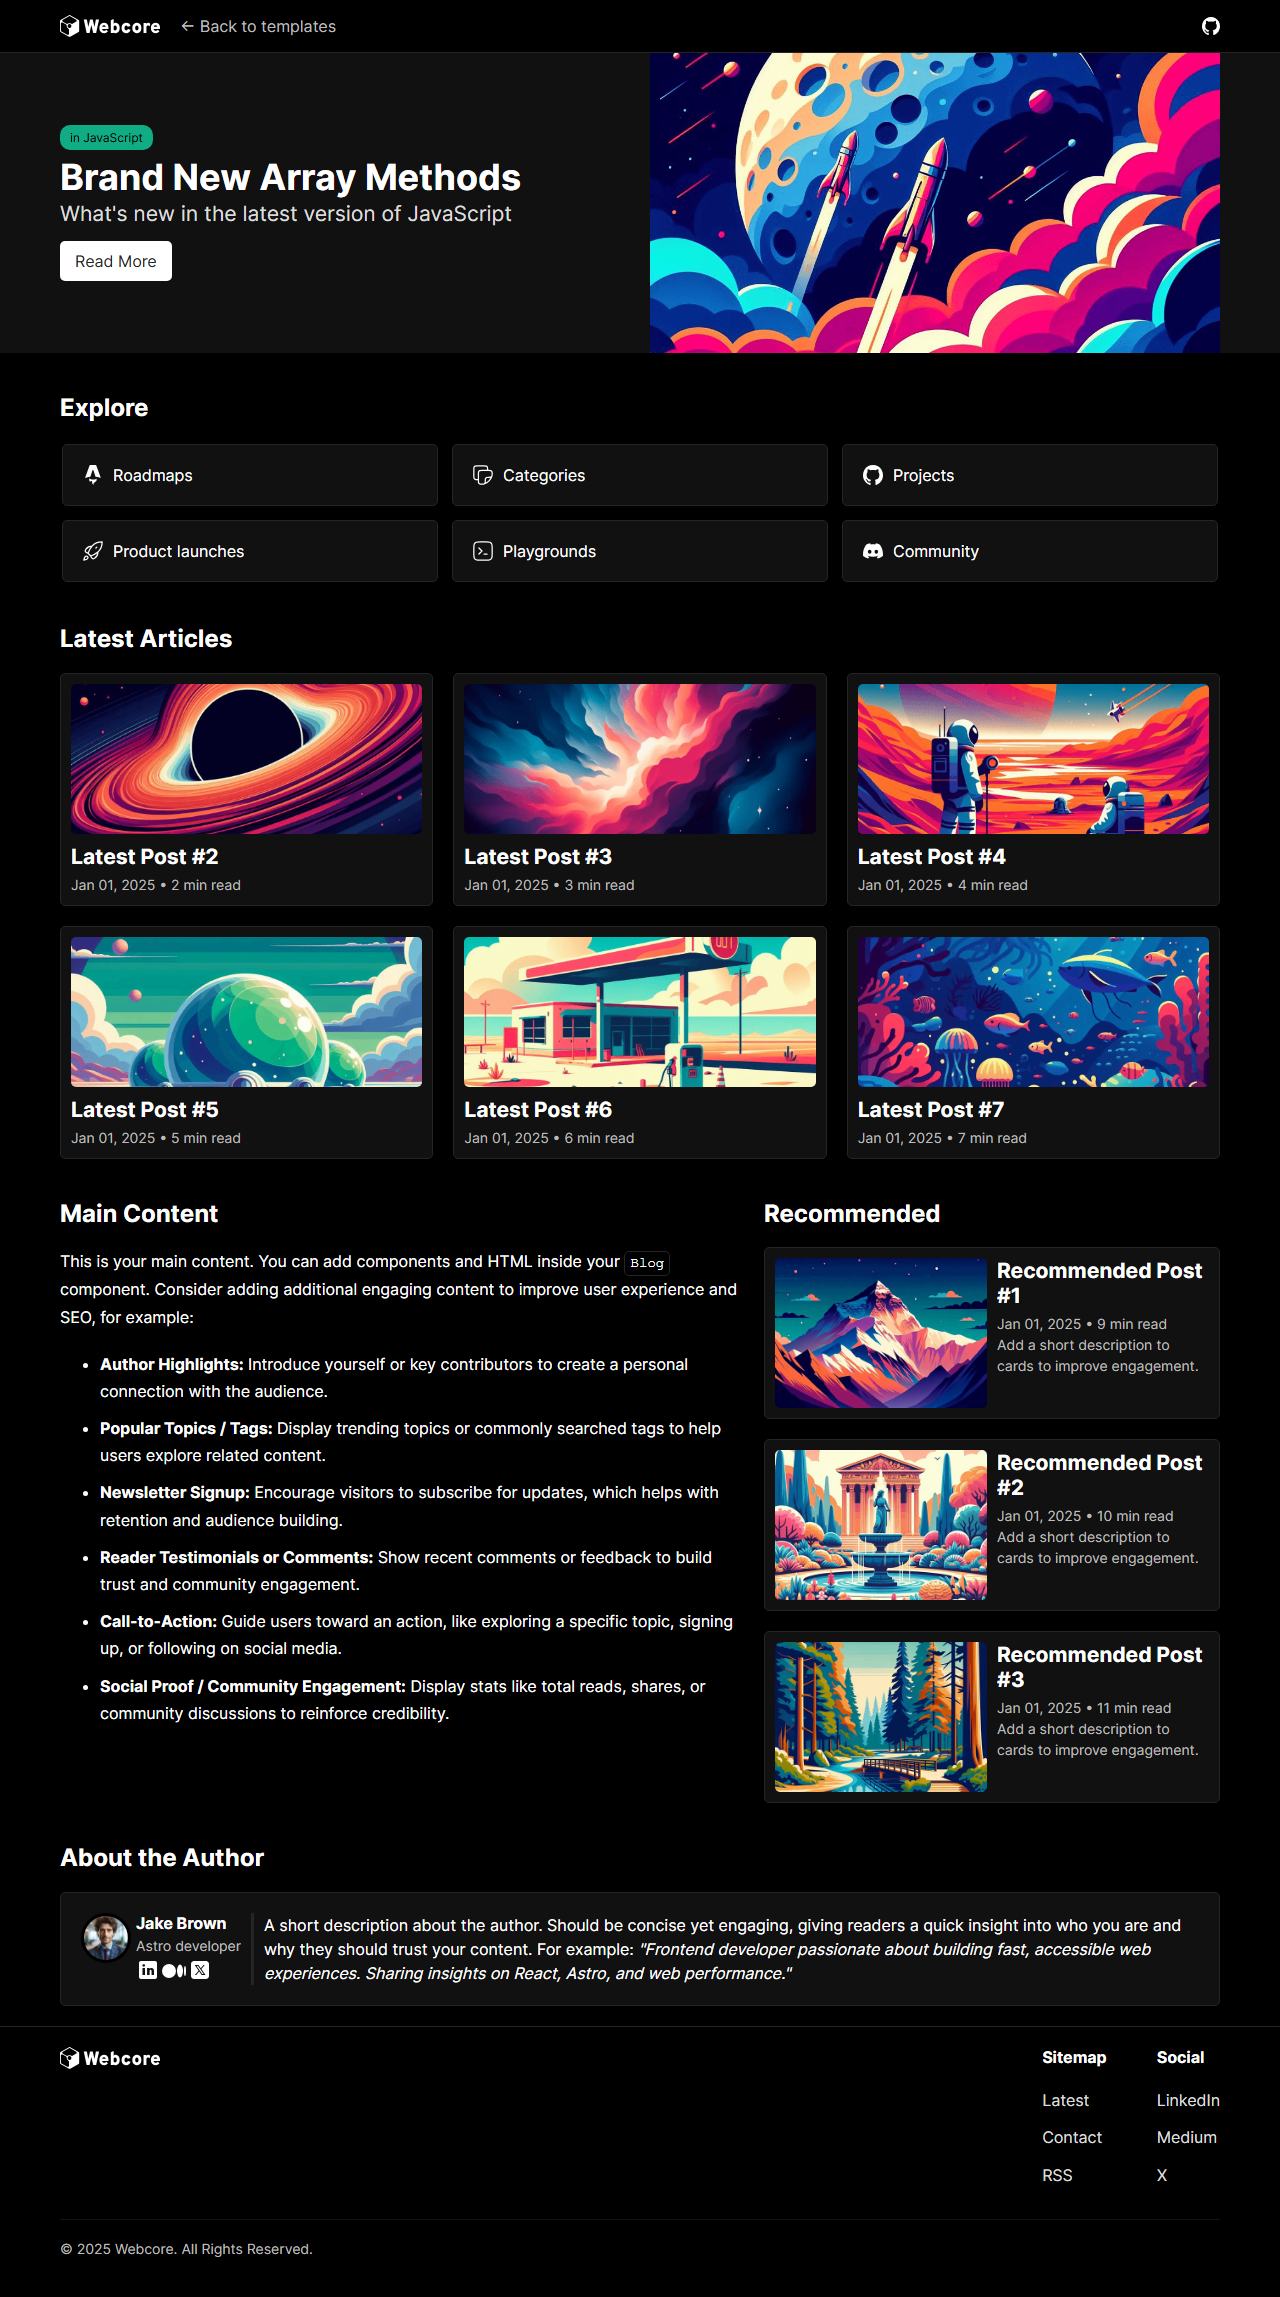 Webcore
← Back to templates
in JavaScript
Brand New Array Methods
What's new in the latest version of JavaScript
Read More
Explore
Roadmaps
Categories
Projects
Product launches
Playgrounds
Community
Latest Articles
Latest Post #2
Jan 01, 2025 • 2 min read
Latest Post #3
Jan 01, 2025 • 3 min read
Latest Post #4
Jan 01, 2025 • 4 min read
Latest Post #5
Jan 01, 2025 • 5 min read
Latest Post #6
Jan 01, 2025 • 6 min read
Latest Post #7
Jan 01, 2025 • 7 min read
Main Content
This is your main content. You can add components and HTML inside your Blog
component. Consider adding additional engaging content to improve user experience and
SEO, for example:
• Author Highlights: Introduce yourself or key contributors to create a personal
connection with the audience.
• Popular Topics / Tags: Display trending topics or commonly searched tags to help
users explore related content.
• Newsletter Signup: Encourage visitors to subscribe for updates, which helps with
retention and audience building.
• Reader Testimonials or Comments: Show recent comments or feedback to build
trust and community engagement.
• Call-to-Action: Guide users toward an action, like exploring a specific topic, signing
up, or following on social media.
• Social Proof / Community Engagement: Display stats like total reads, shares, or
community discussions to reinforce credibility.
Recommended
Recommended Post
#1
Jan 01, 2025 • 9 min read
Add a short description to
cards to improve engagement.
Recommended Post
#2
Jan 01, 2025 • 10 min read
Add a short description to
cards to improve engagement.
Recommended Post
#3
Jan 01, 2025 • 11 min read
Add a short description to
cards to improve engagement.
About the Author
Jake Brown
Astro developer
A short description about the author. Should be concise yet engaging, giving readers a quick insight into who you are and
why they should trust your content. For example: "Frontend developer passionate about building fast, accessible web
experiences. Sharing insights on React, Astro, and web performance."
Webcore
Sitemap
Latest
Contact
RSS
Social
LinkedIn
Medium
X
© 2025 Webcore. All Rights Reserved.